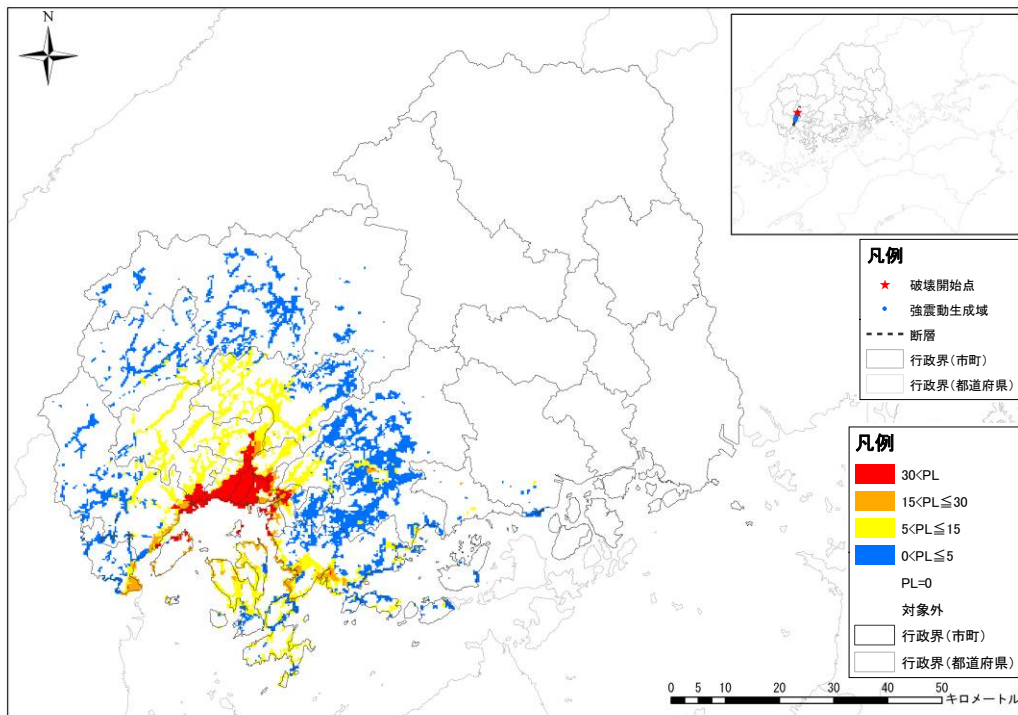 N
凡例
破壊開始点
強震動生成域
断層
行政界(市町)
行政界(都道府県)
凡例
30<PL
15<PL≦30
5<PL≦15
0<PL≦5
PL=0
対象外
行政界(市町)
行政界(都道府県)
0 5 10 20 30 40 50
キロメートル